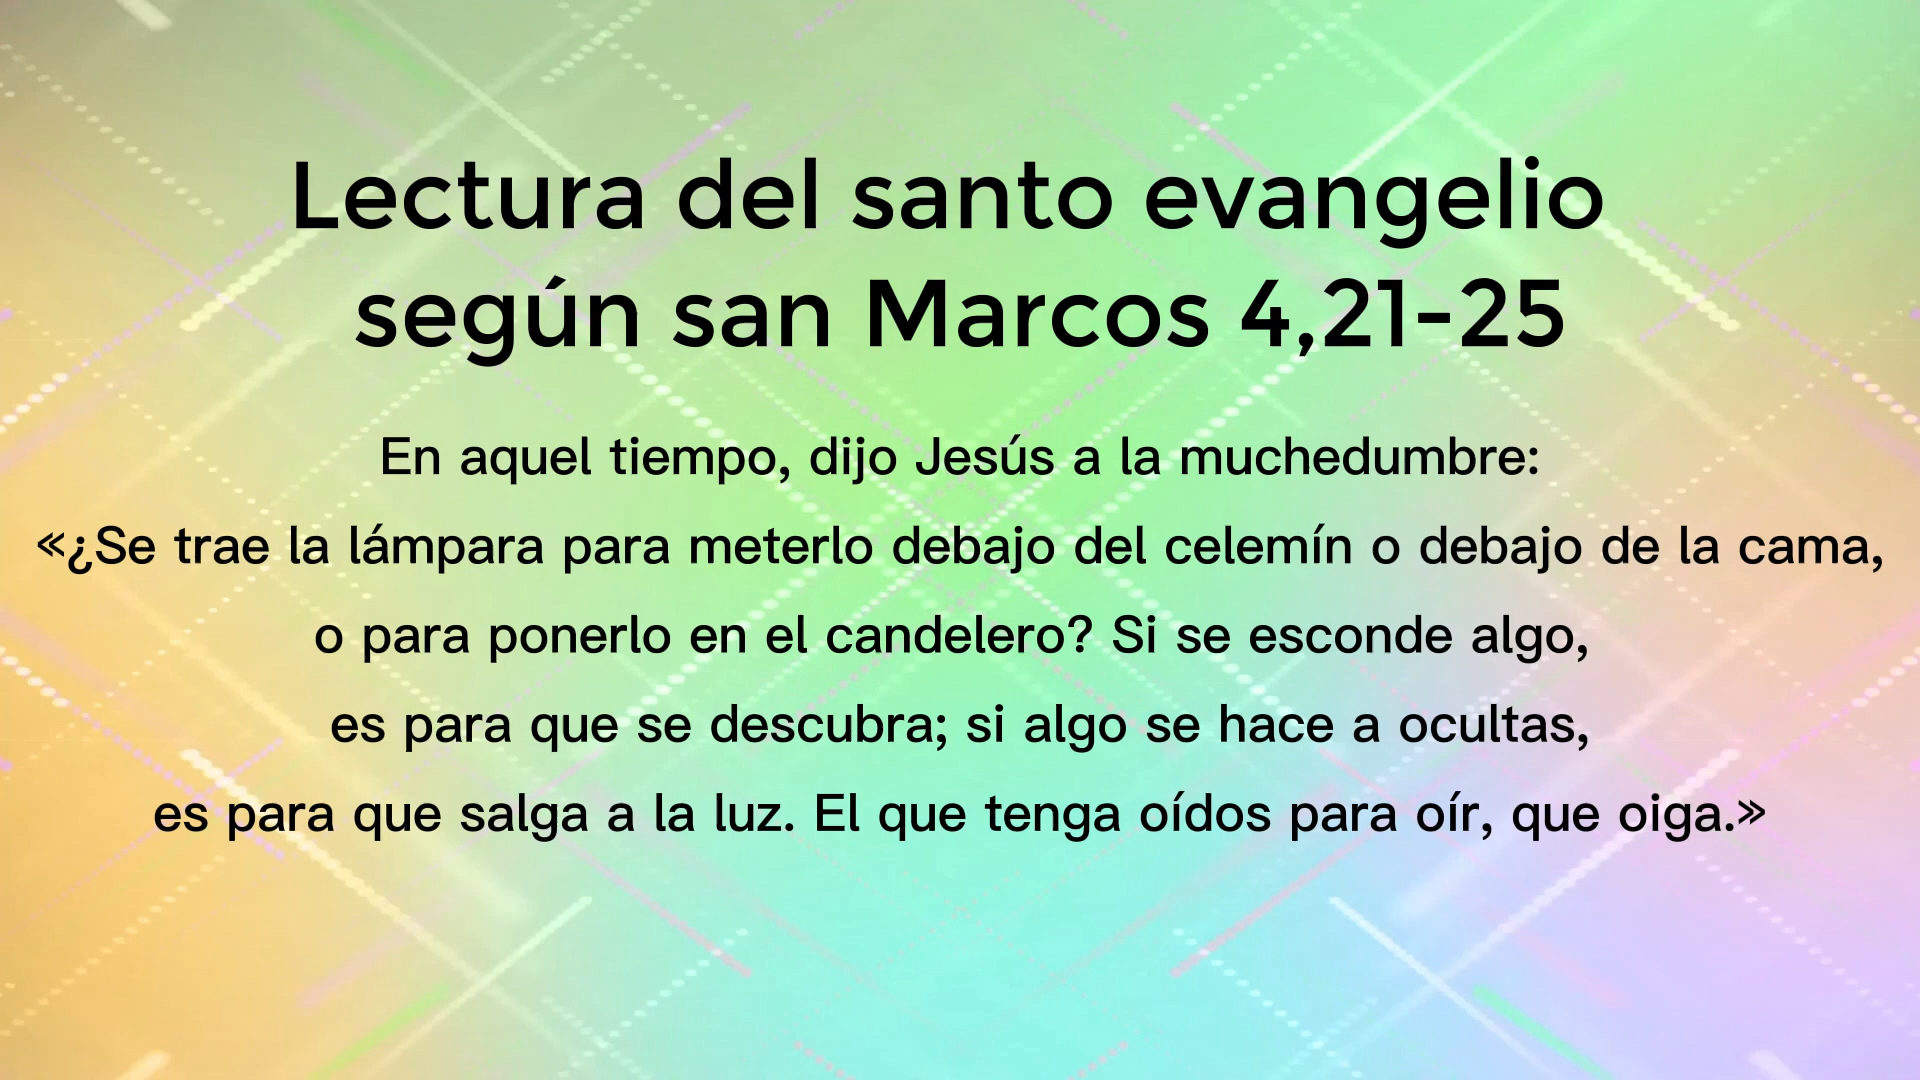 Lectura del santo evangelio
según san Marcos 4,21-25
En aquel tiempo, dijo Jesús a la muchedumbre:
«¿Se trae la lámpara para meterlo debajo del celemín o debajo de la cama,
o para ponerlo en el candelero? Si se esconde algo,
es para que se descubra; si algo se hace a ocultas,
es para que salga a la luz. El que tenga oídos para oír, que oiga.»